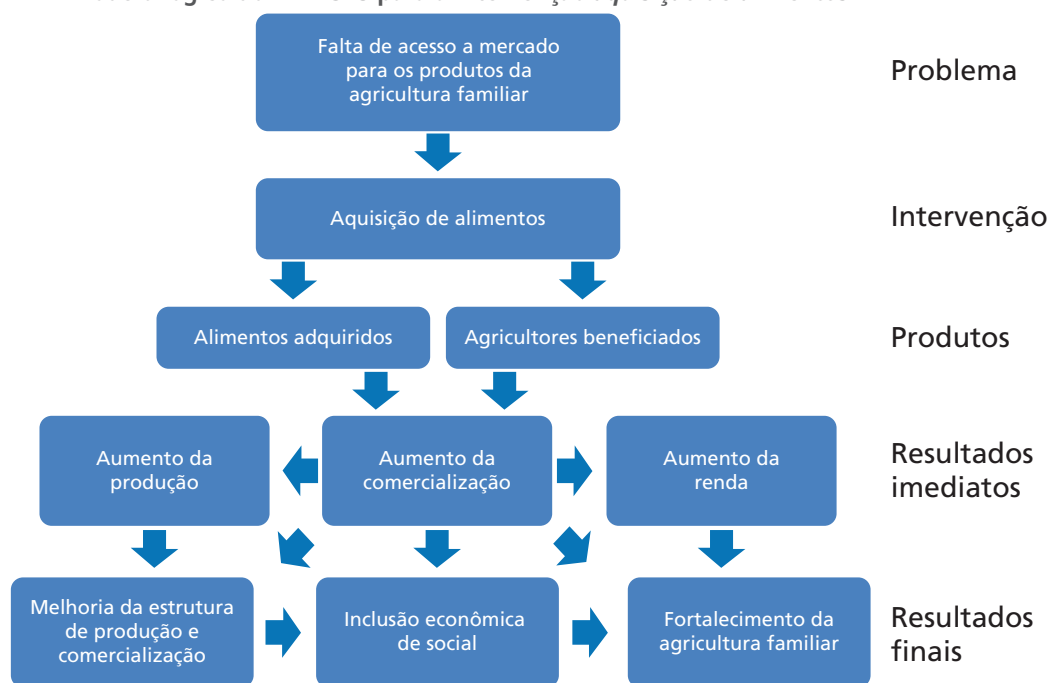 Falta de acesso a mercado
para os produtos da
agricultura familiar
Problema
Aquisição de alimentos
Intervenção
Alimentos adquiridos
Agricultores beneficiados
Produtos
Aumento da
produção
Aumento da
comercialização
Aumento da
renda
Resultados
imediatos
Melhoria da estrutura
de produção e
comercialização
Inclusão econômica
de social
Fortalecimento da
agricultura familiar
Resultados
finais